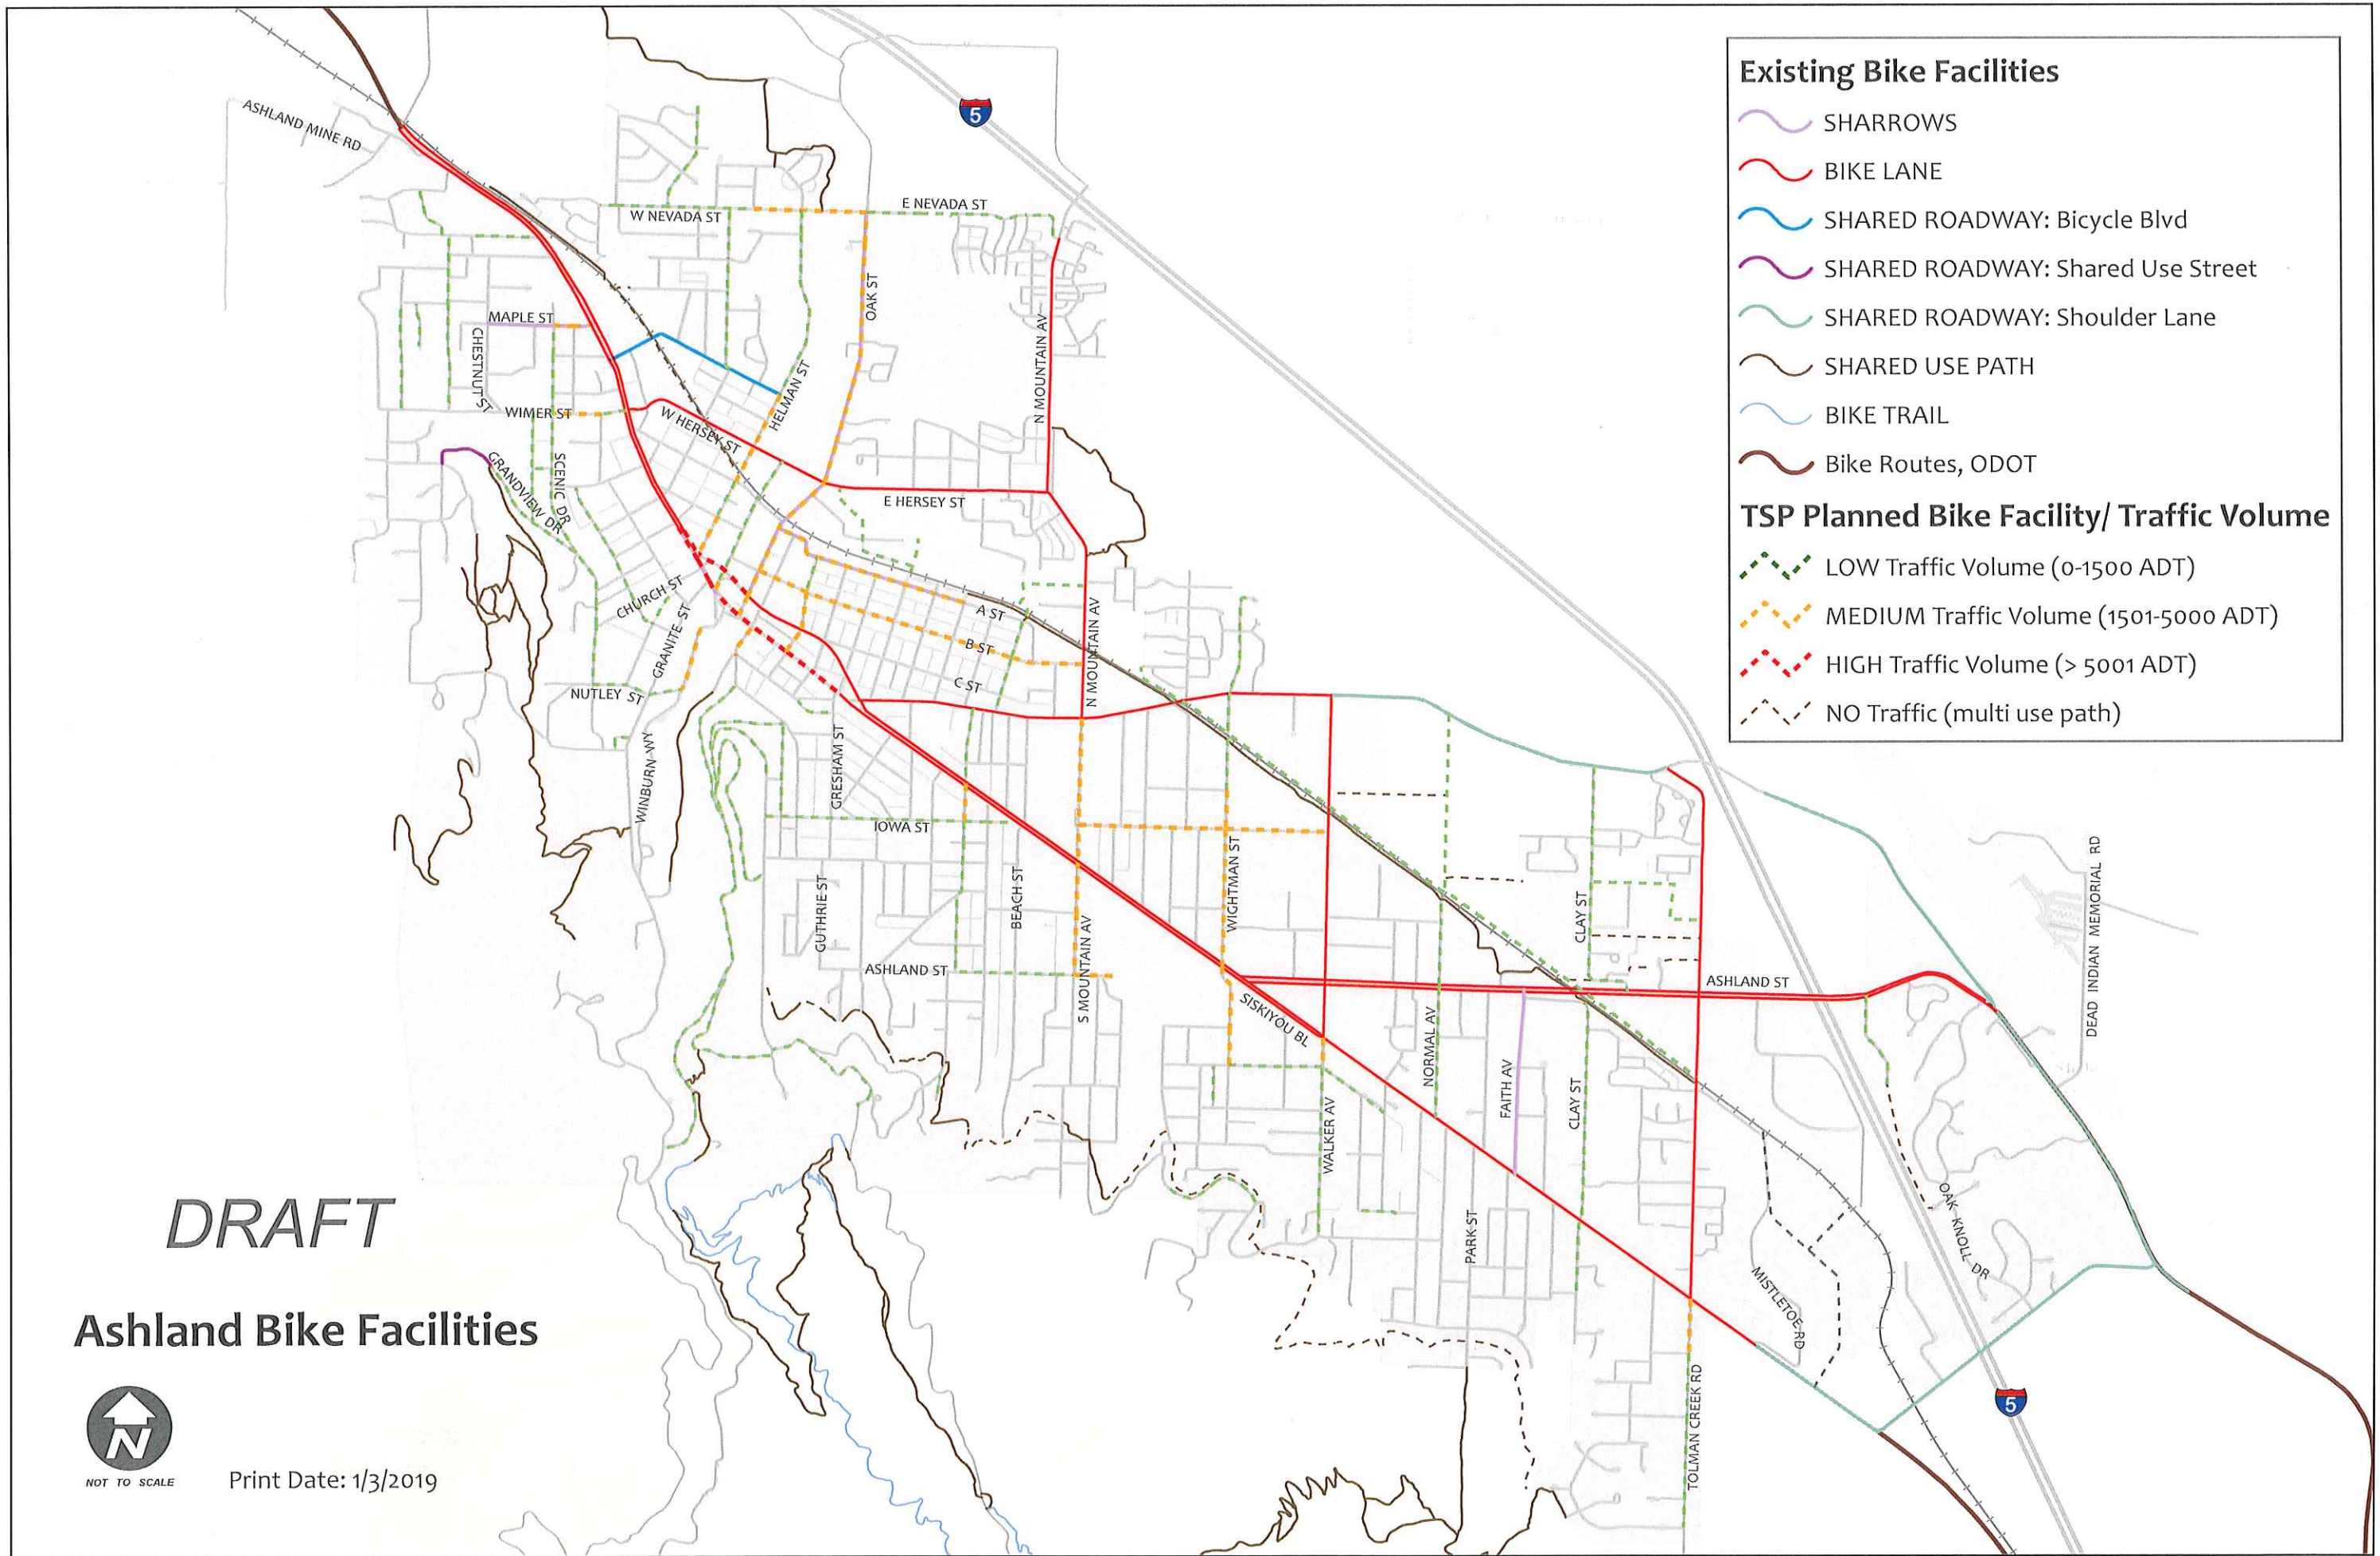 Existing Bike Facilities
SHARROWS
BIKE LANE
SHARED ROADWAY: Bicycle Blvd
SHARED ROADWAY: Shared Use Street
SHARED ROADWAY: Shoulder Lane
SHARED USE PATH
BIKE TRAIL
Bike Routes, ODOT
TSP Planned Bike Facility/ Traffic Volume
LOW Traffic Volume (0-1500 ADT)
MEDIUM Traffic Volume (1501-5000 ADT)
HIGH Traffic Volume (> 5001 ADT)
NO Traffic (multi use path)
5
ASHLAND MINE RD
W NEVADA ST
E NEVADA ST
OAK ST
MAPLE ST
CHESTNUT ST
N MOUNTAIN AV
HELMAN ST
WIMER ST
W HERSEY ST
GRANDVIEW DR
SCENIC DR
E HERSEY ST
CHURCH ST
GRANITE ST
A ST
B ST
C ST
N MOUNTAIN AV
NUTLEY ST
WINBURN WY
GRESHAM ST
IOWA ST
GUTHRIE ST
BEACH ST
WIGHTMAN ST
CLAY ST
DEAD INDIAN MEMORIAL RD
ASHLAND ST
S MOUNTAIN AV
SISKIYOU BL
ASHLAND ST
NORMAL AV
FAITH AV
CLAY ST
WALKER AV
PARK ST
OAK KNOLL DR
MISTLETOE RD
TOLMAN CREEK RD
5
DRAFT
Ashland Bike Facilities
N
NOT TO SCALE
Print Date: 1/3/2019